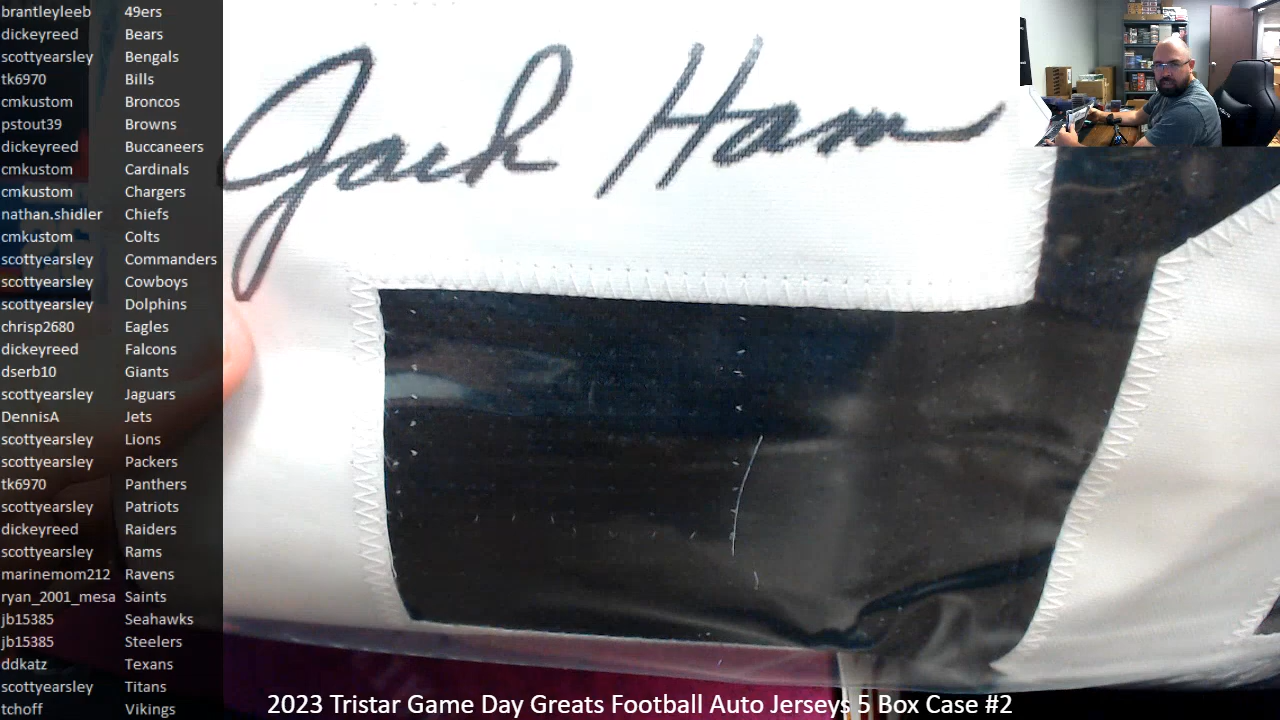 brantleyleeb 49ers
dickeyreed Bears
scottyearsley Bengals
tk6970 Bills
cmkustom Broncos
pstout39 Browns
dickeyreed Buccaneers
cmkustom Cardinals
cmkustom Chargers
nathan.shidler Chiefs
cmkustom Colts
scottyearsley Commanders
scottyearsley Cowboys
scottyearsley Dolphins
chrisp2680 Eagles
dickeyreed Falcons
dserb10 Giants
scottyearsley Jaguars
DennisA Jets
scottyearsley Lions
scottyearsley Packers
tk6970 Panthers
scottyearsley Patriots
dickeyreed Raiders
scottyearsley Rams
marinemom212 Ravens
ryan_2001_mesa Saints
jb15385 Seahawks
jb15385 Steelers
ddkatz Texans
scottyearsley Titans
tchoff Vikings
Jack Ham
2023 Tristar Game Day Greats Football Auto Jerseys 5 Box Case #2